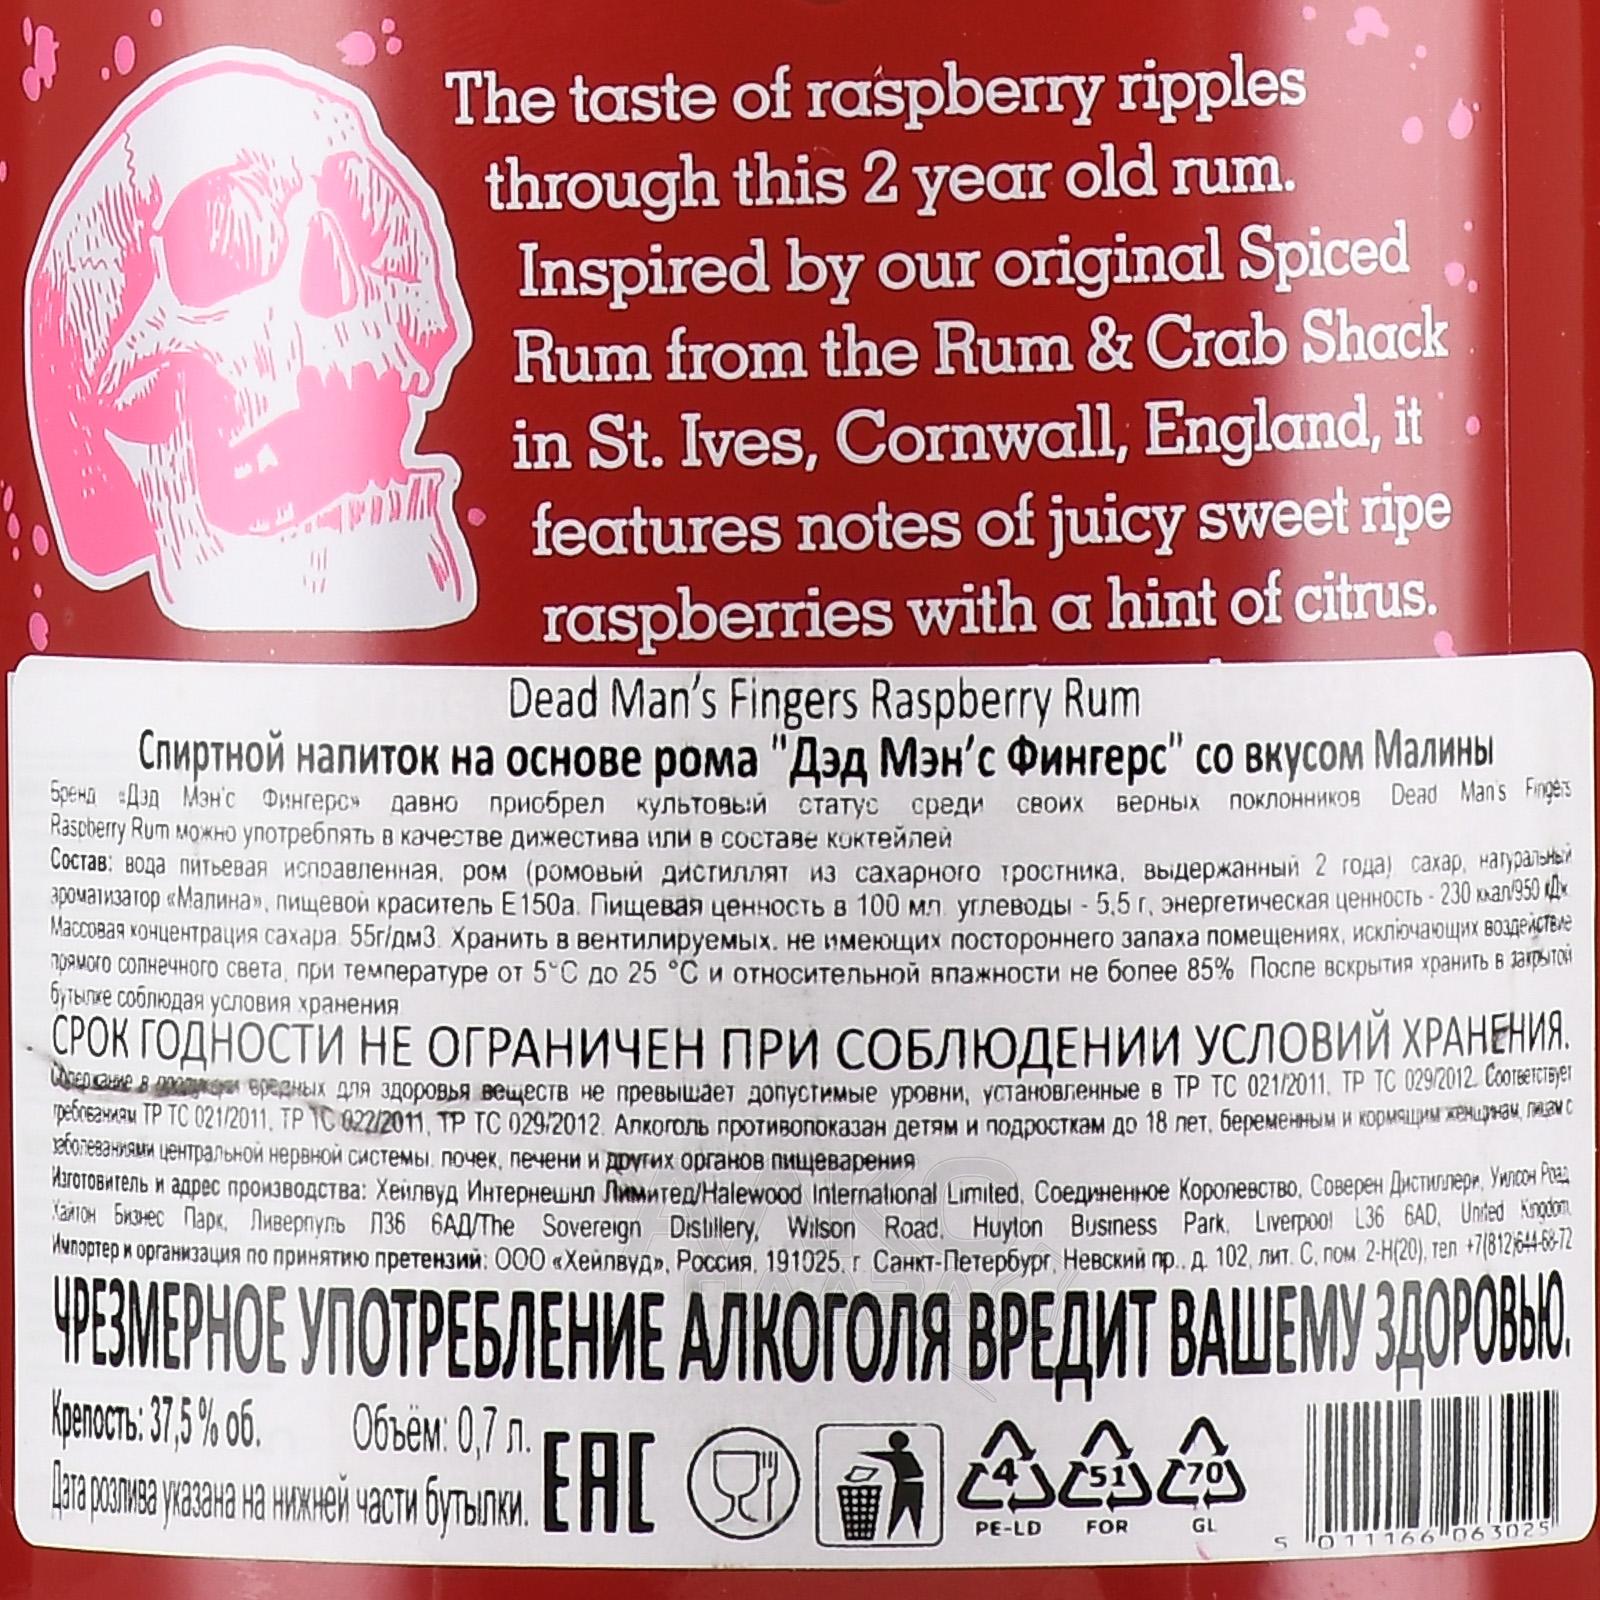 The taste of raspberry ripples
through this 2 year old rum.
Inspired by our original Spiced
Rum from the Rum & Crab Shack
in St. Ives, Cornwall, England, it
features notes of juicy sweet ripe
raspberries with a hint of citrus.
Dead Man's Fingers Raspberry Rum
Спиртной напиток на основе рома "Дэд Мэн’с Фингерс" со вкусом Малины
Бренд «Дэд Мэн'с Фингерс» давно приобрел культовый статус среди своих верных поклонников Dead Man's Fingers
Raspberry Rum можно употреблять в качестве дижестива или в составе коктейлей
Состав: вода питьевая исправленная, ром (ромовый дистиллят из сахарного тростника, выдержанный 2 года) сахар, натуральный
ароматизатор «Малина», пищевой краситель Е150а. Пищевая ценность в 100 мл. углеводы - 5,5 г, энергетическая ценность - 230 ккал/950 кДж.
Массовая концентрация сахара 55г/дм3. Хранить в вентилируемых, не имеющих постороннего запаха помещениях, исключающих воздействие
прямого солнечного света, при температуре от 5°С до 25 °С и относительной влажности не более 85% После вскрытия хранить в закрытой
бутылке соблюдая условия хранения
СРОК ГОДНОСТИ НЕ ОГРАНИЧЕН ПРИ СОБЛЮДЕНИИ УСЛОВИЙ ХРАНЕНИЯ.
Содержание в продукции вредных для здоровья веществ не превышает допустимые уровни, установленные в ТР ТС 021/2011, ТР ТС 029/2012. Соответствует
требованиям ТР ТС 021/2011, ТР ТС 022/2011, ТР ТС 029/2012. Алкоголь противопоказан детям и подросткам до 18 лет, беременным и кормящим женщинам, лицам с
заболеваниями центральной нервной системы, почек, печени и других органов пищеварения
Изготовитель и адрес производства: Хейлвуд Интернешнл Лимитед/Halewood International Limited, Соединенное Королевство, Соверен Дистиллери, Уилсон Роад,
Хайтон Бизнес Парк, Ливерпуль Л36 6АД/The Sovereign Distillery, Wilson Road, Huyton Business Park, Liverpool L36 6AD, United Kingdom,
Импортер и организация по принятию претензий: ООО «Хейлвуд», Россия, 191025, г. Санкт-Петербург, Невский пр., д. 102, лит. С, пом. 2-Н(20), тел. +7(812)644-68-72
ЧРЕЗМЕРНОЕ УПОТРЕБЛЕНИЕ АЛКОГОЛЯ ВРЕДИТ ВАШЕМУ ЗДОРОВЬЮ.
Крепость: 37,5 % об. Объём: 0,7 л.
Дата розлива указана на нижней части бутылки.
ЕАС
4 51 70
PE-LD FOR GL
5 011166 063025